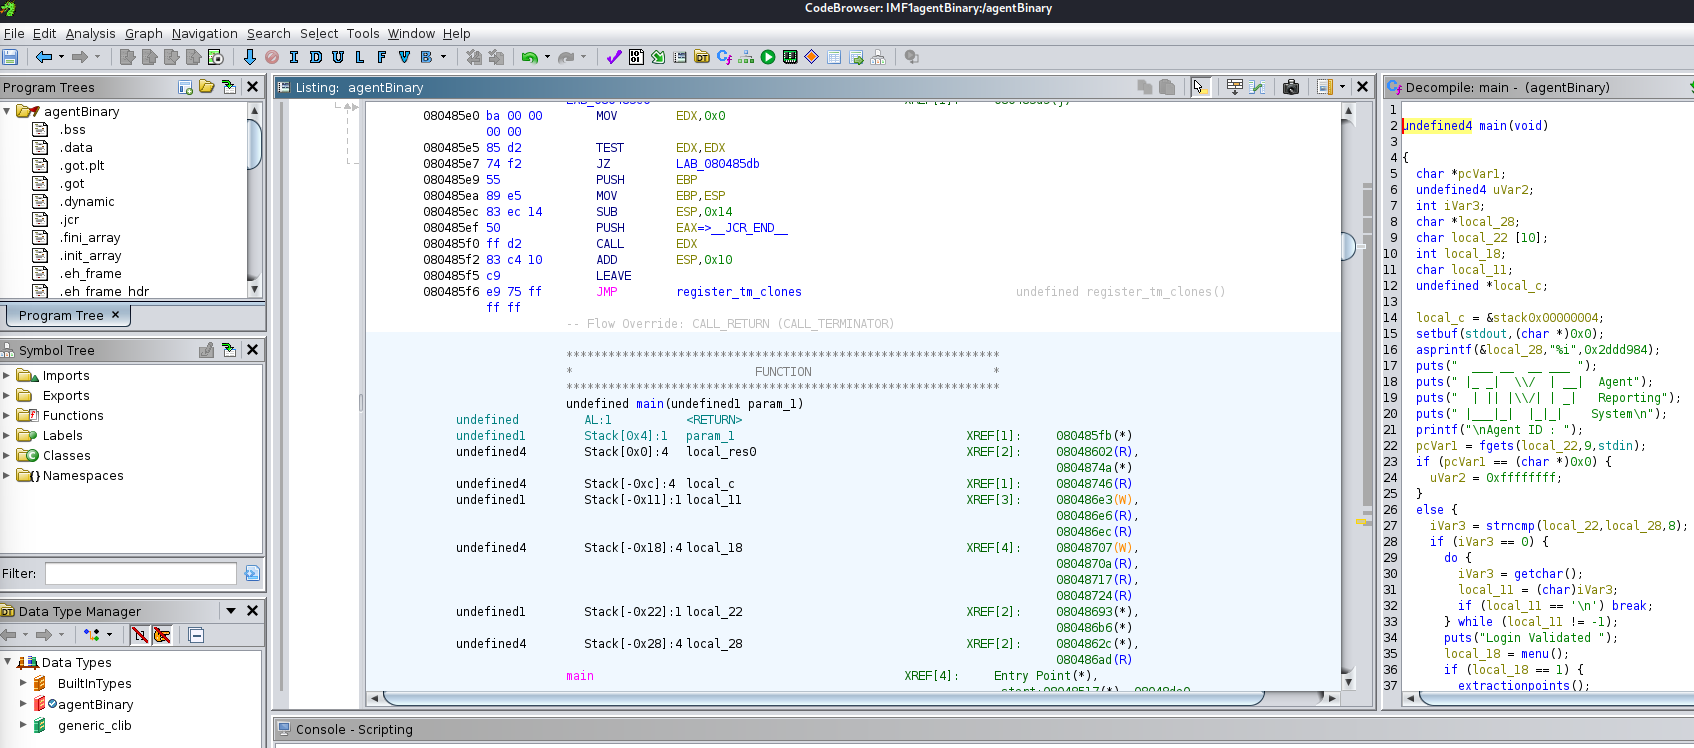 CodeBrowser: IMF1agentBinary:/agentBinary
File Edit Analysis Graph Navigation Search Select Tools Window Help
I D U L F V B
Program Trees
agentBinary
.bss
.data
.got.plt
.got
.dynamic
.jcr
.fini_array
.init_array
.eh_frame
.eh_frame_hdr
Program Tree ×
Symbol Tree
Imports
Exports
Functions
Labels
Classes
Namespaces
Filter:
Data Type Manager
Data Types
BuiltInTypes
agentBinary
generic_clib
Listing: agentBinary
080485e0 ba 00 00 MOV EDX,0x0
00 00
080485e5 85 d2 TEST EDX,EDX
080485e7 74 f2 JZ LAB_080485db
080485e9 55 PUSH EBP
080485ea 89 e5 MOV EBP,ESP
080485ec 83 ec 14 SUB ESP,0x14
080485ef 50 PUSH EAX=>__JCR_END__
080485f0 ff d2 CALL EDX
080485f2 83 c4 10 ADD ESP,0x10
080485f5 c9 LEAVE
080485f6 e9 75 ff JMP register_tm_clones undefined register_tm_clones()
ff ff
-- Flow Override: CALL_RETURN (CALL_TERMINATOR)
**************************************************************
* FUNCTION *
**************************************************************
undefined main(undefined1 param_1)
undefined AL:1 <RETURN>
undefined1 Stack[0x4]:1 param_1 XREF[1]: 080485fb(*)
undefined4 Stack[0x0]:4 local_res0 XREF[2]: 08048602(R),
0804874a(*)
undefined4 Stack[-0xc]:4 local_c XREF[1]: 08048746(R)
undefined1 Stack[-0x11]:1 local_11 XREF[3]: 080486e3(W),
080486e6(R),
080486ec(R)
undefined4 Stack[-0x18]:4 local_18 XREF[4]: 08048707(W),
0804870a(R),
08048717(R),
08048724(R)
undefined1 Stack[-0x22]:1 local_22 XREF[2]: 08048693(*),
080486b6(*)
undefined4 Stack[-0x28]:4 local_28 XREF[2]: 0804862c(*),
080486ad(R)
main XREF[4]: Entry Point(*),
Decompile: main - (agentBinary)
1
2 undefined4 main(void)
3
4 {
5 char *pcVar1;
6 undefined4 uVar2;
7 int iVar3;
8 char *local_28;
9 char local_22 [10];
10 int local_18;
11 char local_11;
12 undefined *local_c;
13
14 local_c = &stack0x00000004;
15 setbuf(stdout,(char *)0x0);
16 asprintf(&local_28,"%i",0x2ddd984);
17 puts("  ___ __  __ ___ ");
18 puts(" |_ _|  \\/  | __|  Agent");
19 puts("  | || |\\/| | _|   Reporting");
20 puts(" |___|_|  |_|_|    System\n");
21 printf("\nAgent ID : ");
22 pcVar1 = fgets(local_22,9,stdin);
23 if (pcVar1 == (char *)0x0) {
24 uVar2 = 0xffffffff;
25 }
26 else {
27 iVar3 = strncmp(local_22,local_28,8);
28 if (iVar3 == 0) {
29 do {
30 iVar3 = getchar();
31 local_11 = (char)iVar3;
32 if (local_11 == '\n') break;
33 } while (local_11 != -1);
34 puts("Login Validated ");
35 local_18 = menu();
36 if (local_18 == 1) {
37 extractionpoints();
Console - Scripting